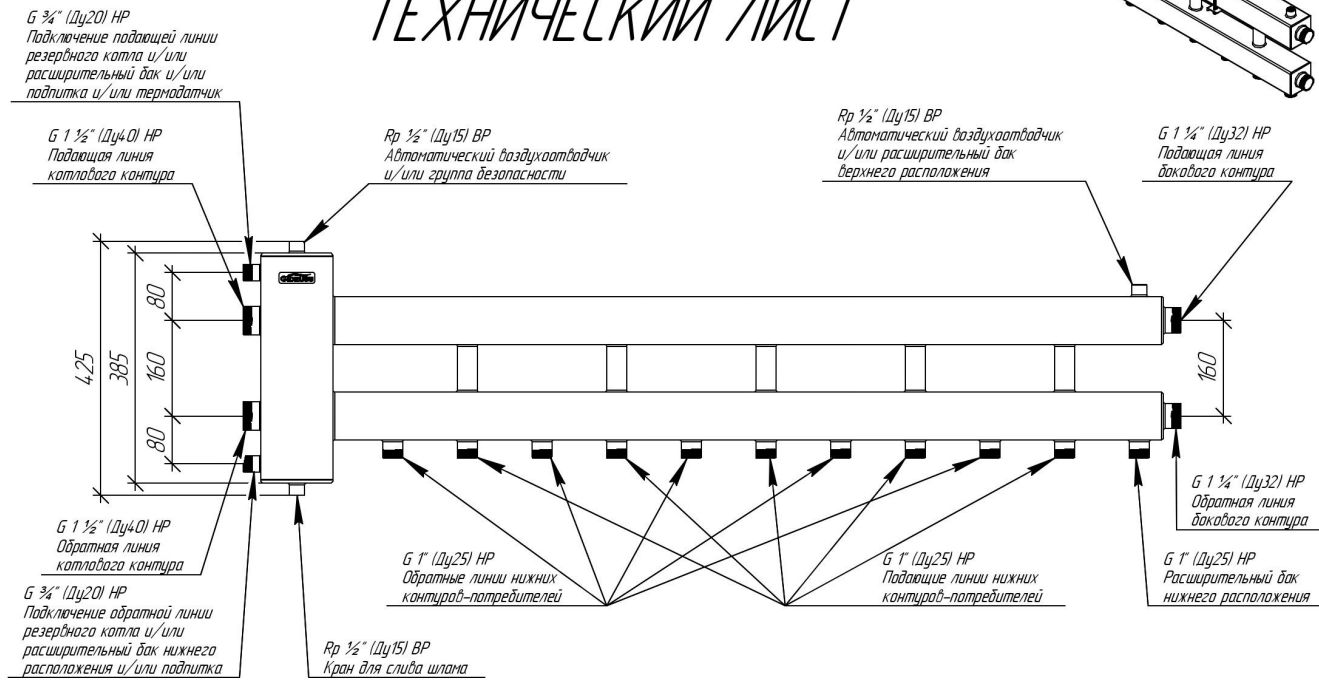 ТЕХНИЧЕСКИЙ ЛИСТ
G ¾" (Ду20) НР
Подключение подающей линии
резервного котла и/или
расширительный бак и/или
подпитка и/или термодатчик
G 1 ½" (Ду40) НР
Подающая линия
котлового контура
Rp ½" (Ду15) ВР
Автоматический воздухоотводчик
и/или группа безопасности
Rp ½" (Ду15) ВР
Автоматический воздухоотводчик
и/или расширительный бак
верхнего расположения
G 1 ¼" (Ду32) НР
Подающая линия
бокового контура
425
385
80
160
80
160
G 1 ½" (Ду40) НР
Обратная линия
котлового контура
G ¾" (Ду20) НР
Подключение обратной линии
резервного котла и/или
расширительный бак нижнего
расположения и/или подпитка
Rp ½" (Ду15) ВР
Кран для слива шлама
G 1" (Ду25) НР
Обратные линии нижних
контуров-потребителей
G 1" (Ду25) НР
Подающие линии нижних
контуров-потребителей
G 1 ¼" (Ду32) НР
Обратная линия
бокового контура
G 1" (Ду25) НР
Расширительный бак
нижнего расположения